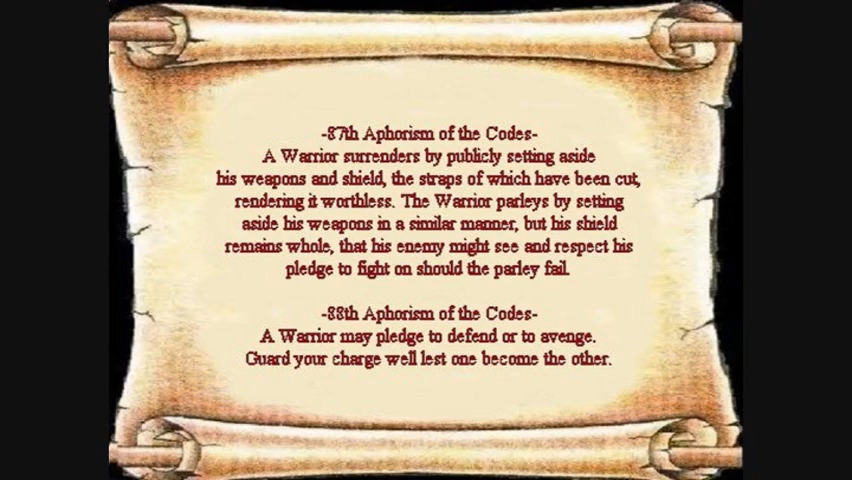 -87th Aphorism of the Codes-
A Warrior surrenders by publicly setting aside
his weapons and shield, the straps of which have been cut,
rendering it worthless. The Warrior parleys by setting
aside his weapons in a similar manner, but his shield
remains whole, that his enemy might see and respect his
pledge to fight on should the parley fail.
-88th Aphorism of the Codes-
A Warrior may pledge to defend or to avenge.
Guard your charge well lest one become the other.